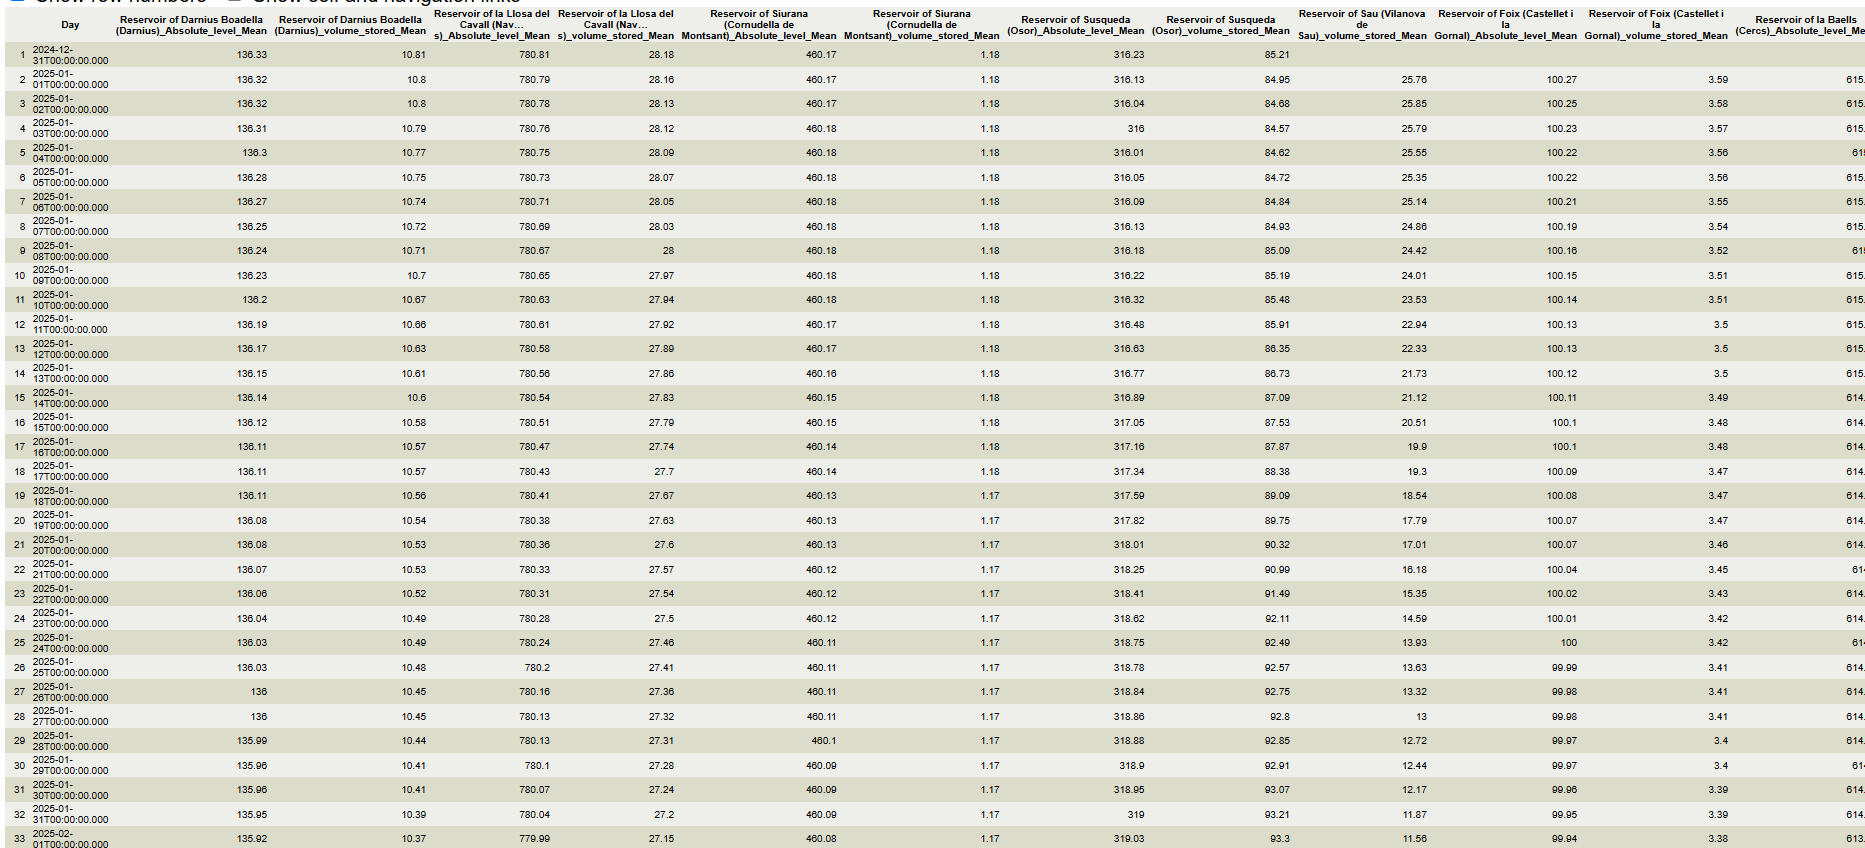 Show row numbers Show cell and navigation links
Day Reservoir of Darnius Boadella (Darnius)_Absolute_level_Mean Reservoir of Darnius Boadella (Darnius)_volume_stored_Mean Reservoir of la Llosa del Cavall (Nav... s)_Absolute_level_Mean Reservoir of la Llosa del Cavall (Nav... s)_volume_stored_Mean Reservoir of Siurana (Cornudella de Montsant)_Absolute_level_Mean Reservoir of Siurana (Cornudella de Montsant)_volume_stored_Mean Reservoir of Susqueda (Osor)_Absolute_level_Mean Reservoir of Susqueda (Osor)_volume_stored_Mean Reservoir of Sau (Vilanova de Sau)_volume_stored_Mean Reservoir of Foix (Castellet i la Gornal)_Absolute_level_Mean Reservoir of Foix (Castellet i la Gornal)_volume_stored_Mean Reservoir of la Baells (Cercs)_Absolute_level_Me
1 2024-12-31T00:00:00.000 136.33 10.81 780.81 28.18 460.17 1.18 316.23 85.21
2 2025-01-01T00:00:00.000 136.32 10.8 780.79 28.16 460.17 1.18 316.13 84.95 25.76 100.27 3.59 615.
3 2025-01-02T00:00:00.000 136.32 10.8 780.78 28.13 460.17 1.18 316.04 84.68 25.85 100.25 3.58 615.
4 2025-01-03T00:00:00.000 136.31 10.79 780.76 28.12 460.18 1.18 316 84.57 25.79 100.23 3.57 615.
5 2025-01-04T00:00:00.000 136.3 10.77 780.75 28.09 460.18 1.18 316.01 84.62 25.55 100.22 3.56 615
6 2025-01-05T00:00:00.000 136.28 10.75 780.73 28.07 460.18 1.18 316.05 84.72 25.35 100.22 3.56 615.
7 2025-01-06T00:00:00.000 136.27 10.74 780.71 28.05 460.18 1.18 316.09 84.84 25.14 100.21 3.55 615.
8 2025-01-07T00:00:00.000 136.25 10.72 780.69 28.03 460.18 1.18 316.13 84.93 24.86 100.19 3.54 615.
9 2025-01-08T00:00:00.000 136.24 10.71 780.67 28 460.18 1.18 316.18 85.09 24.42 100.16 3.52 615
10 2025-01-09T00:00:00.000 136.23 10.7 780.65 27.97 460.18 1.18 316.22 85.19 24.01 100.15 3.51 615.
11 2025-01-10T00:00:00.000 136.2 10.67 780.63 27.94 460.18 1.18 316.32 85.48 23.53 100.14 3.51 615.
12 2025-01-11T00:00:00.000 136.19 10.66 780.61 27.92 460.17 1.18 316.48 85.91 22.94 100.13 3.5 615.
13 2025-01-12T00:00:00.000 136.17 10.63 780.58 27.89 460.17 1.18 316.63 86.35 22.33 100.13 3.5 615.
14 2025-01-13T00:00:00.000 136.15 10.61 780.56 27.86 460.16 1.18 316.77 86.73 21.73 100.12 3.5 615.
15 2025-01-14T00:00:00.000 136.14 10.6 780.54 27.83 460.15 1.18 316.89 87.09 21.12 100.11 3.49 614.
16 2025-01-15T00:00:00.000 136.12 10.58 780.51 27.79 460.15 1.18 317.05 87.53 20.51 100.1 3.48 614.
17 2025-01-16T00:00:00.000 136.11 10.57 780.47 27.74 460.14 1.18 317.16 87.87 19.9 100.1 3.48 614.
18 2025-01-17T00:00:00.000 136.11 10.57 780.43 27.7 460.14 1.18 317.34 88.38 19.3 100.09 3.47 614.
19 2025-01-18T00:00:00.000 136.11 10.56 780.41 27.67 460.13 1.17 317.59 89.09 18.54 100.08 3.47 614.
20 2025-01-19T00:00:00.000 136.08 10.54 780.38 27.63 460.13 1.17 317.82 89.75 17.79 100.07 3.47 614.
21 2025-01-20T00:00:00.000 136.08 10.53 780.36 27.6 460.13 1.17 318.01 90.32 17.01 100.07 3.46 614.
22 2025-01-21T00:00:00.000 136.07 10.53 780.33 27.57 460.12 1.17 318.25 90.99 16.18 100.04 3.45 614
23 2025-01-22T00:00:00.000 136.06 10.52 780.31 27.54 460.12 1.17 318.41 91.49 15.35 100.02 3.43 614.
24 2025-01-23T00:00:00.000 136.04 10.49 780.28 27.5 460.12 1.17 318.62 92.11 14.59 100.01 3.42 614.
25 2025-01-24T00:00:00.000 136.03 10.49 780.24 27.46 460.11 1.17 318.75 92.49 13.93 100 3.42 614
26 2025-01-25T00:00:00.000 136.03 10.48 780.2 27.41 460.11 1.17 318.78 92.57 13.63 99.99 3.41 614.
27 2025-01-26T00:00:00.000 136 10.45 780.16 27.36 460.11 1.17 318.84 92.75 13.32 99.98 3.41 614.
28 2025-01-27T00:00:00.000 136 10.45 780.13 27.32 460.11 1.17 318.86 92.8 13 99.98 3.41 614.
29 2025-01-28T00:00:00.000 135.99 10.44 780.13 27.31 460.1 1.17 318.88 92.85 12.72 99.97 3.4 614.
30 2025-01-29T00:00:00.000 135.96 10.41 780.1 27.28 460.09 1.17 318.9 92.91 12.44 99.97 3.4 614
31 2025-01-30T00:00:00.000 135.96 10.41 780.07 27.24 460.09 1.17 318.95 93.07 12.17 99.96 3.39 614.
32 2025-01-31T00:00:00.000 135.95 10.39 780.04 27.2 460.09 1.17 319 93.21 11.87 99.95 3.39 614.
33 2025-02-01T00:00:00.000 135.92 10.37 779.99 27.15 460.08 1.17 319.03 93.3 11.56 99.94 3.38 613.